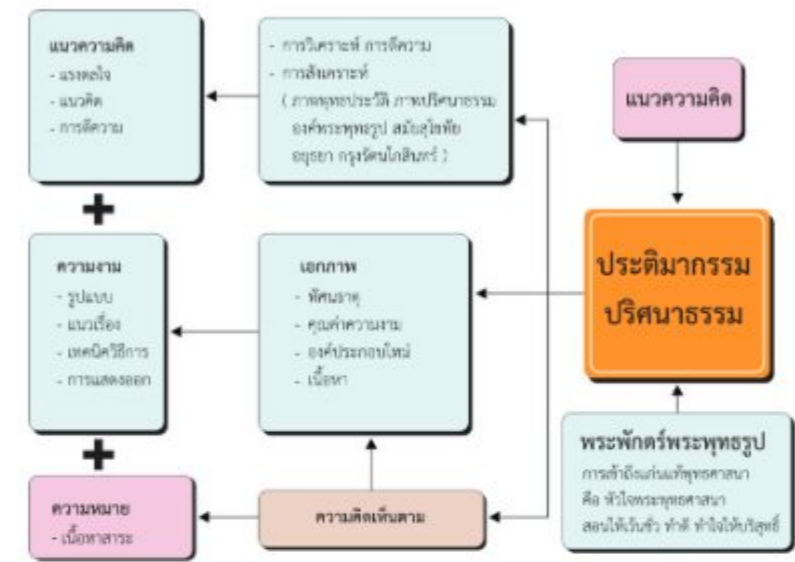 แนวความคิด
- แรงดลใจ
- แนวคิด
- การตีความ
- การวิเคราะห์ การตีความ
- การสังเคราะห์
( ภาพพุทธประวัติ ภาพปริศนาธรรม
องค์พระพุทธรูป สมัยสุโขทัย
อยุธยา กรุงรัตนโกสินทร์ )
แนวความคิด
ความงาม
- รูปแบบ
- แนวเรื่อง
- เทคนิควิธีการ
- การแสดงออก
เอกภาพ
- ทัศนธาตุ
- คุณค่าความงาม
- องค์ประกอบใหม่
- เนื้อหา
ประติมากรรม
ปริศนาธรรม
ความหมาย
- เนื้อหาสาระ
ความคิดเห็นตาม
พระพักตร์พระพุทธรูป
การเข้าถึงแก่นแท้พุทธศาสนา
คือ หัวใจพระพุทธศาสนา
สอนให้เว้นชั่ว ทำดี ทำใจให้บริสุทธิ์